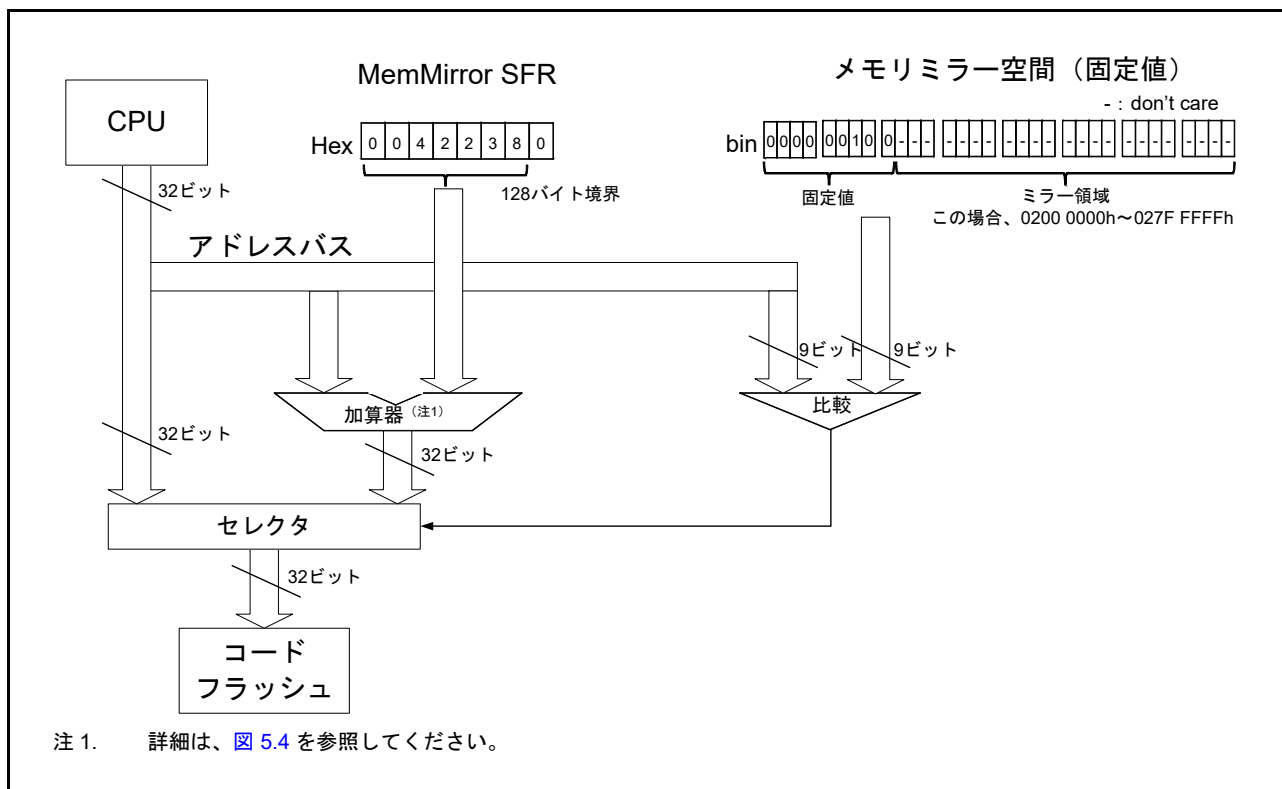 MemMirror SFR
メモリミラー空間（固定値）
- : don't care
CPU
Hex 0 0 4 2 2 3 8 0
bin 0000 0010 0--- ---- ---- ---- ---- ----
128バイト境界
固定値
ミラー領域
この場合、0200 0000h～027F FFFFh
32ビット
アドレスバス
9ビット
9ビット
加算器（注1）
比較
32ビット
32ビット
セレクタ
32ビット
コード
フラッシュ
注 1. 詳細は、図 5.4 を参照してください。